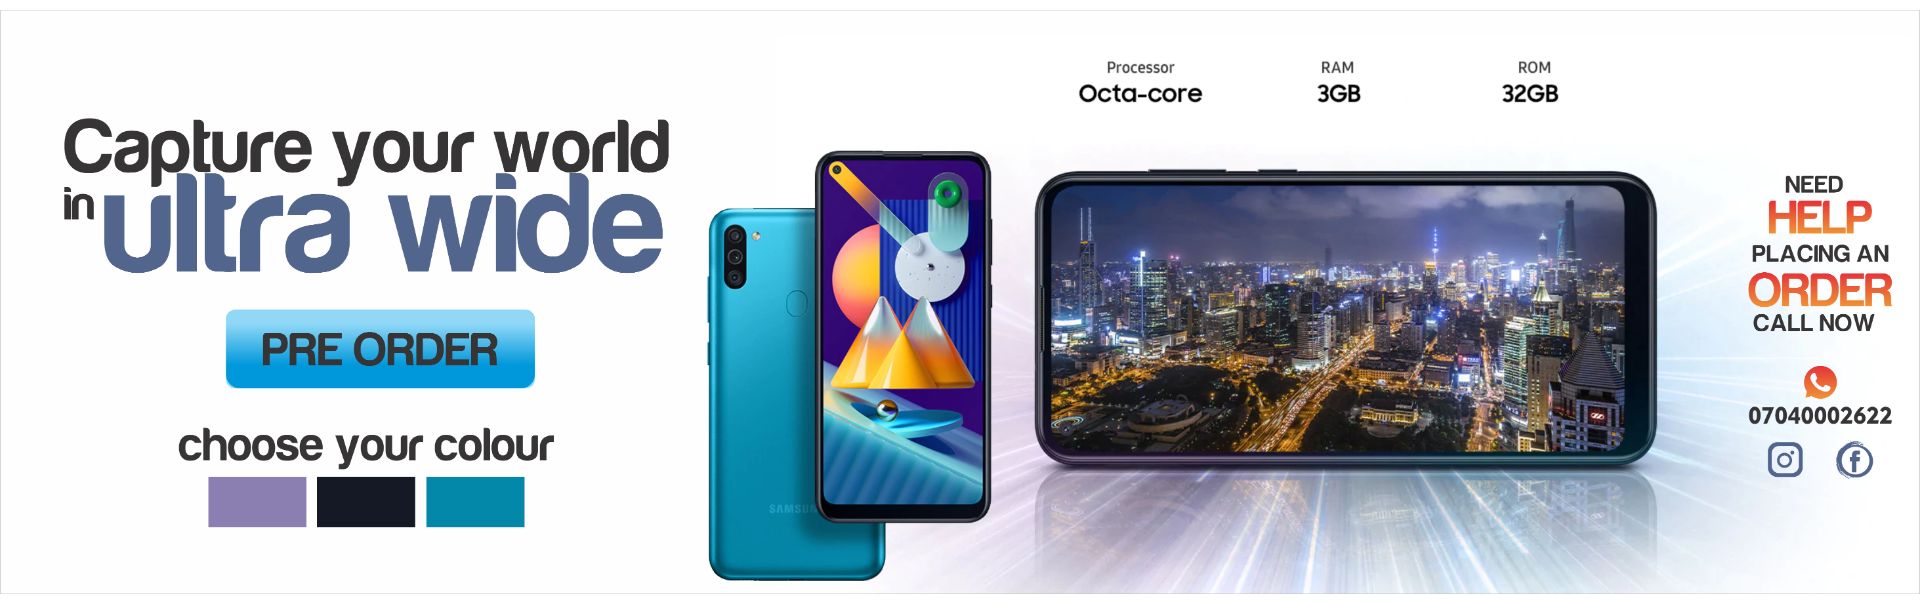 Capture your world
in ultra wide
PRE ORDER
choose your colour
Processor
Octa-core
RAM
3GB
ROM
32GB
NEED
HELP
PLACING AN
ORDER
CALL NOW
07040002622